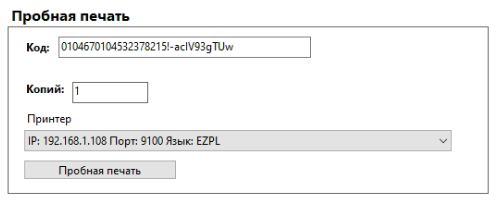 Пробная печать
Код: 0104670104532378215!-acIV93gTUw
Копий: 1
Принтер
IP: 192.168.1.108 Порт: 9100 Язык: EZPL
Пробная печать